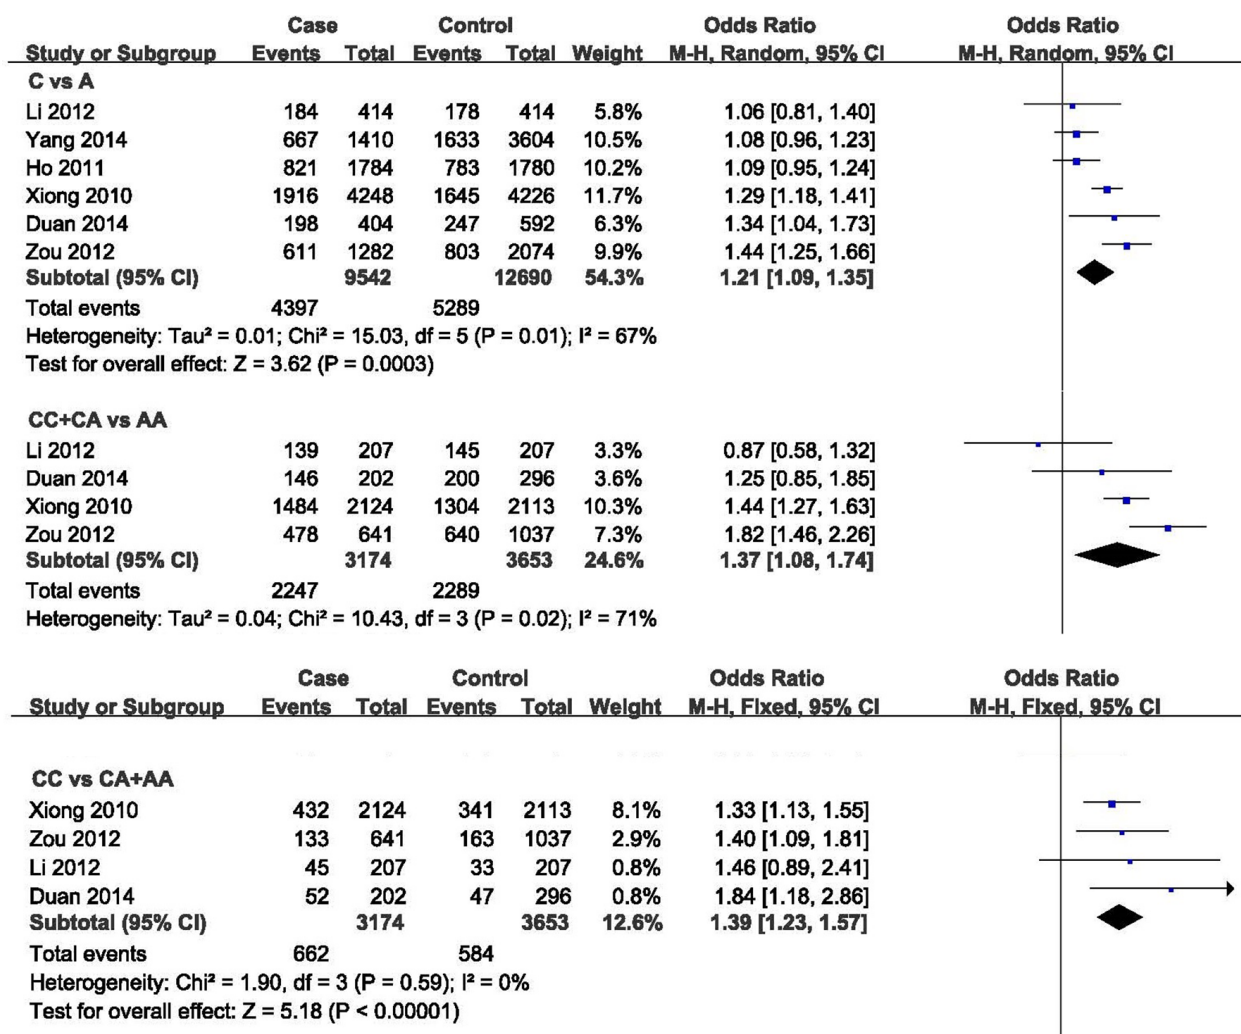 Case Control Odds Ratio Odds Ratio
Study or Subgroup Events Total Events Total Weight M-H, Random, 95% CI M-H, Random, 95% CI
C vs A
Li 2012 184 414 178 414 5.8% 1.06 [0.81, 1.40]
Yang 2014 667 1410 1633 3604 10.5% 1.08 [0.96, 1.23]
Ho 2011 821 1784 783 1780 10.2% 1.09 [0.95, 1.24]
Xiong 2010 1916 4248 1645 4226 11.7% 1.29 [1.18, 1.41]
Duan 2014 198 404 247 592 6.3% 1.34 [1.04, 1.73]
Zou 2012 611 1282 803 2074 9.9% 1.44 [1.25, 1.66]
Subtotal (95% CI) 9542 12690 54.3% 1.21 [1.09, 1.35]
Total events 4397 5289
Heterogeneity: Tau² = 0.01; Chi² = 15.03, df = 5 (P = 0.01); I² = 67%
Test for overall effect: Z = 3.62 (P = 0.0003)
CC+CA vs AA
Li 2012 139 207 145 207 3.3% 0.87 [0.58, 1.32]
Duan 2014 146 202 200 296 3.6% 1.25 [0.85, 1.85]
Xiong 2010 1484 2124 1304 2113 10.3% 1.44 [1.27, 1.63]
Zou 2012 478 641 640 1037 7.3% 1.82 [1.46, 2.26]
Subtotal (95% CI) 3174 3653 24.6% 1.37 [1.08, 1.74]
Total events 2247 2289
Heterogeneity: Tau² = 0.04; Chi² = 10.43, df = 3 (P = 0.02); I² = 71%
Case Control Odds Ratio Odds Ratio
Study or Subgroup Events Total Events Total Weight M-H, Fixed, 95% CI M-H, Fixed, 95% CI
CC vs CA+AA
Xiong 2010 432 2124 341 2113 8.1% 1.33 [1.13, 1.55]
Zou 2012 133 641 163 1037 2.9% 1.40 [1.09, 1.81]
Li 2012 45 207 33 207 0.8% 1.46 [0.89, 2.41]
Duan 2014 52 202 47 296 0.8% 1.84 [1.18, 2.86]
Subtotal (95% CI) 3174 3653 12.6% 1.39 [1.23, 1.57]
Total events 662 584
Heterogeneity: Chi² = 1.90, df = 3 (P = 0.59); I² = 0%
Test for overall effect: Z = 5.18 (P < 0.00001)